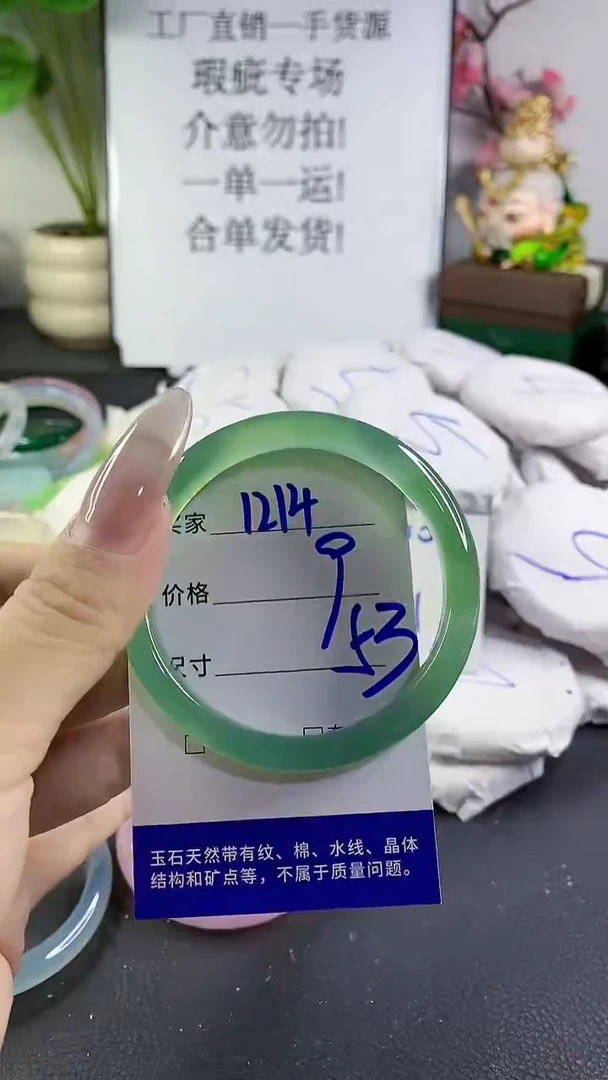 工厂直销一手货源
瑕疵专场
介意勿拍!
一单一运!
合单发货!
家 1214
价格
尺寸 53
玉石天然带有纹、棉、水线、晶体
结构和矿点等，不属于质量问题。